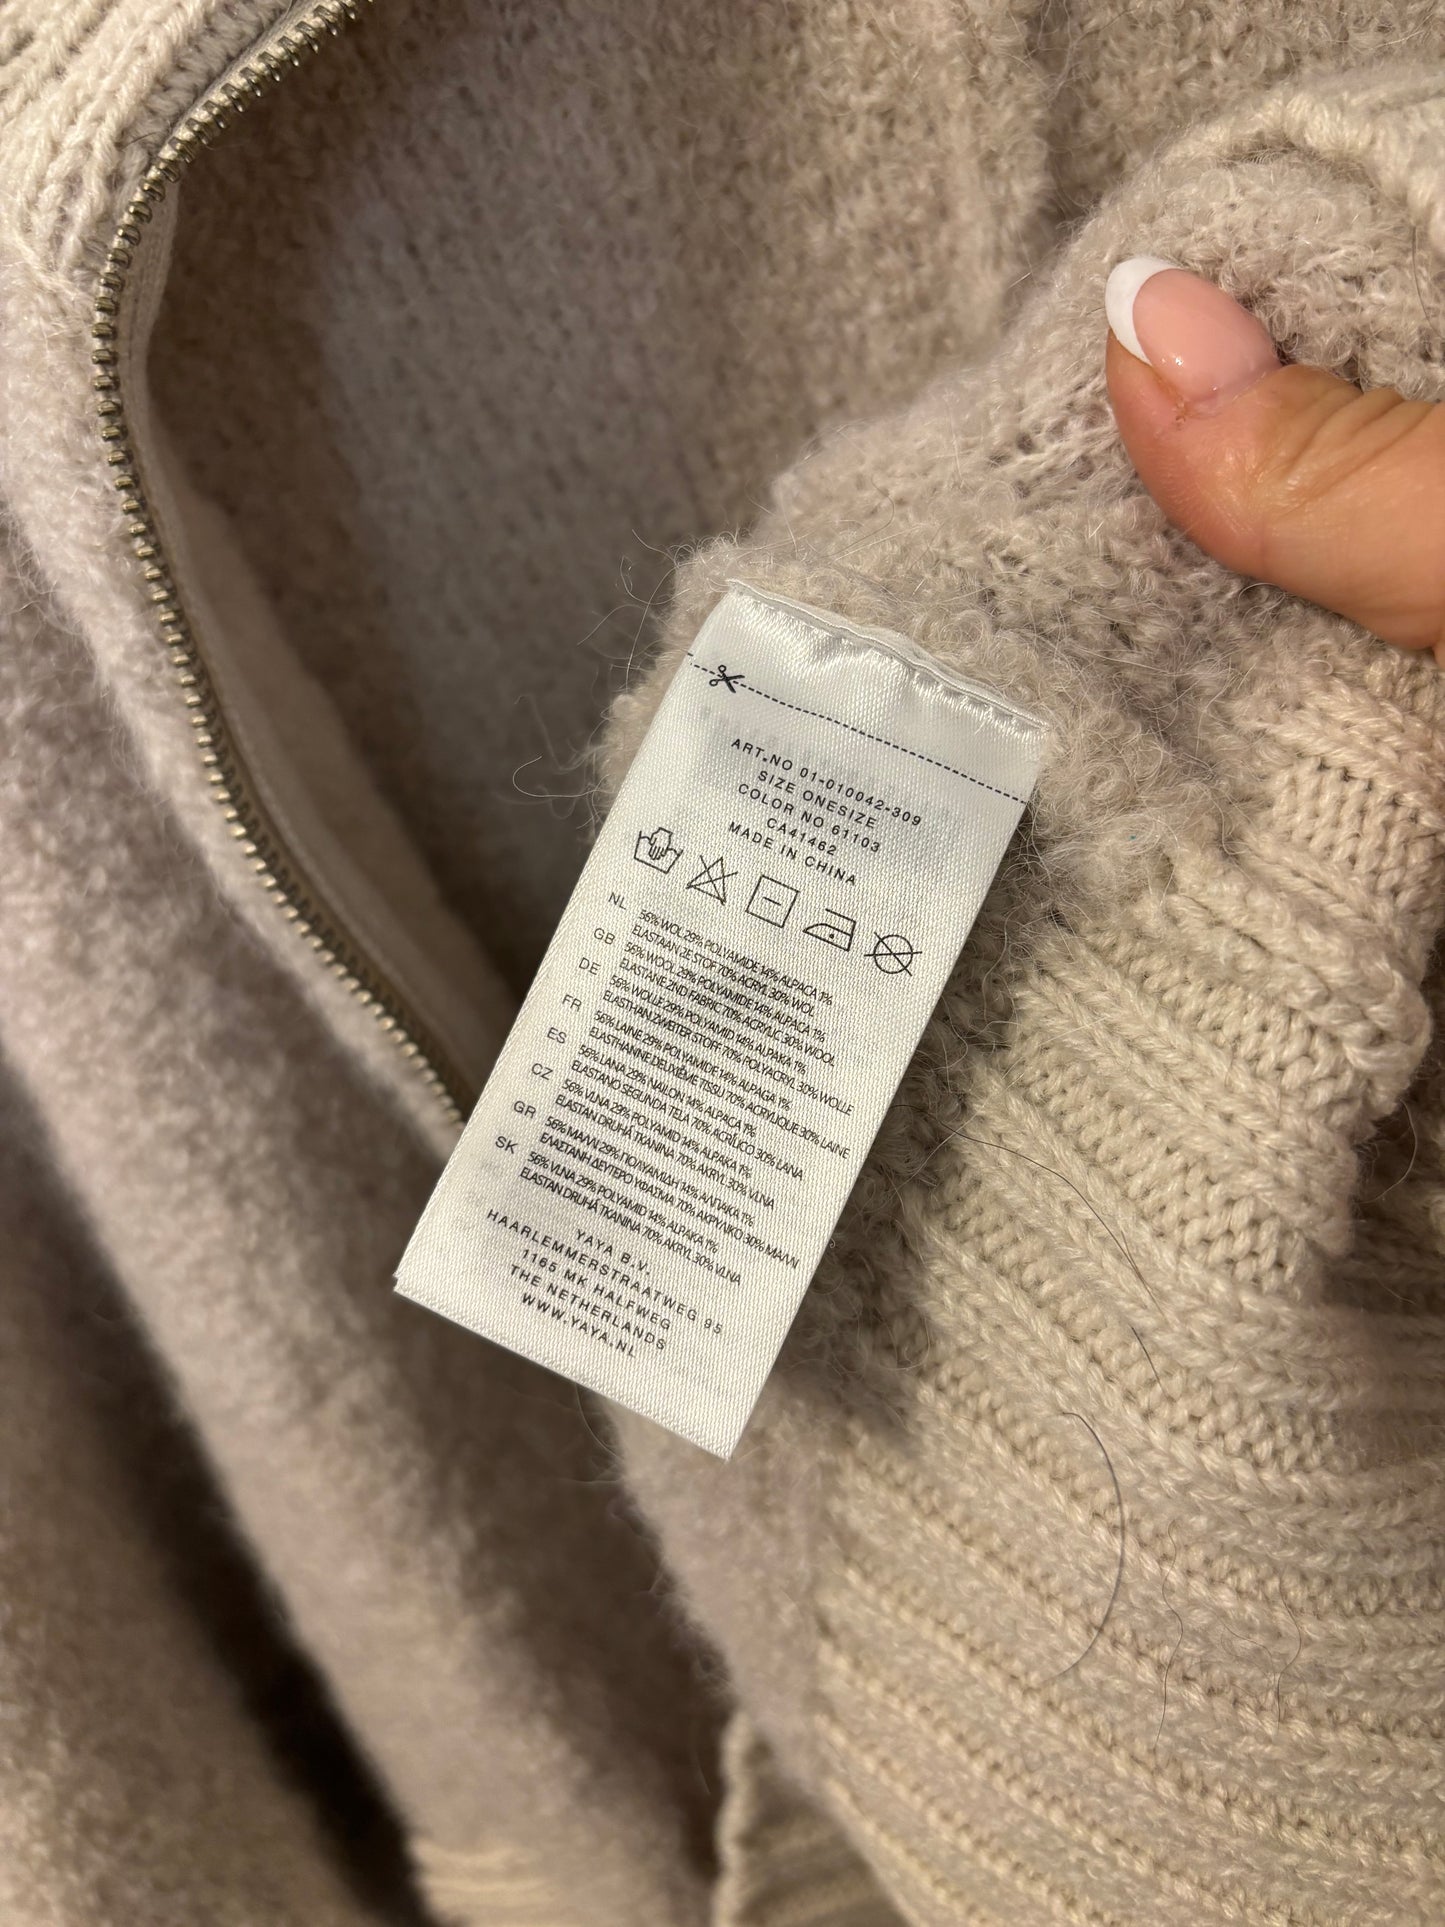 ART.NO 01-010042-309
SIZE ONESIZE
COLOR NO 61103
CA41462
MADE IN CHINA
NL 56% WOL 29% POLYAMIDE 14% ALPACA 1%
ELASTAAN 2E STOF 70% ACRYL 30% WOL
GB 56% WOOL 29% POLYAMIDE 14% ALPACA 1%
ELASTANE 2ND FABRIC 70% ACRYLIC 30% WOOL
DE 56% WOLLE 29% POLYAMID 14% ALPAKA 1%
ELASTHAN ZWEITER STOFF 70% POLYACRYL 30% WOLLE
FR 56% LAINE 29% POLYAMIDE 14% ALPAGA 1%
ELASTHANNE DEUXIÈME TISSU 70% ACRYLIQUE 30% LAINE
ES 56% LANA 29% NAILON 14% ALPACA 1%
ELASTANO SEGUNDA TELA 70% ACRÍLICO 30% LANA
CZ 56% VLNA 29% POLYAMID 14% ALPAKA 1%
ELASTAN DRUHÁ TKANINA 70% AKRYL 30% VLNA
GR 56% ΜΑΛΛΙ 29% ΠΟΛΥΑΜΙΔΗ 14% ΑΛΠΑΚΑ 1%
ΕΛΑΣΤΑΝΗ ΔΕΥΤΕΡΟ ΥΦΑΣΜΑ 70% ΑΚΡΥΛΙΚΟ 30% ΜΑΛΛΙ
SK 56% VLNA 29% POLYAMID 14% ALPAKA 1%
ELASTAN DRUHÁ TKANINA 70% AKRYL 30% VLNA
YAYA B.V.
HAARLEMMERSTRAATWEG 95
1165 MK HALFWEG
THE NETHERLANDS
WWW.YAYA.NL